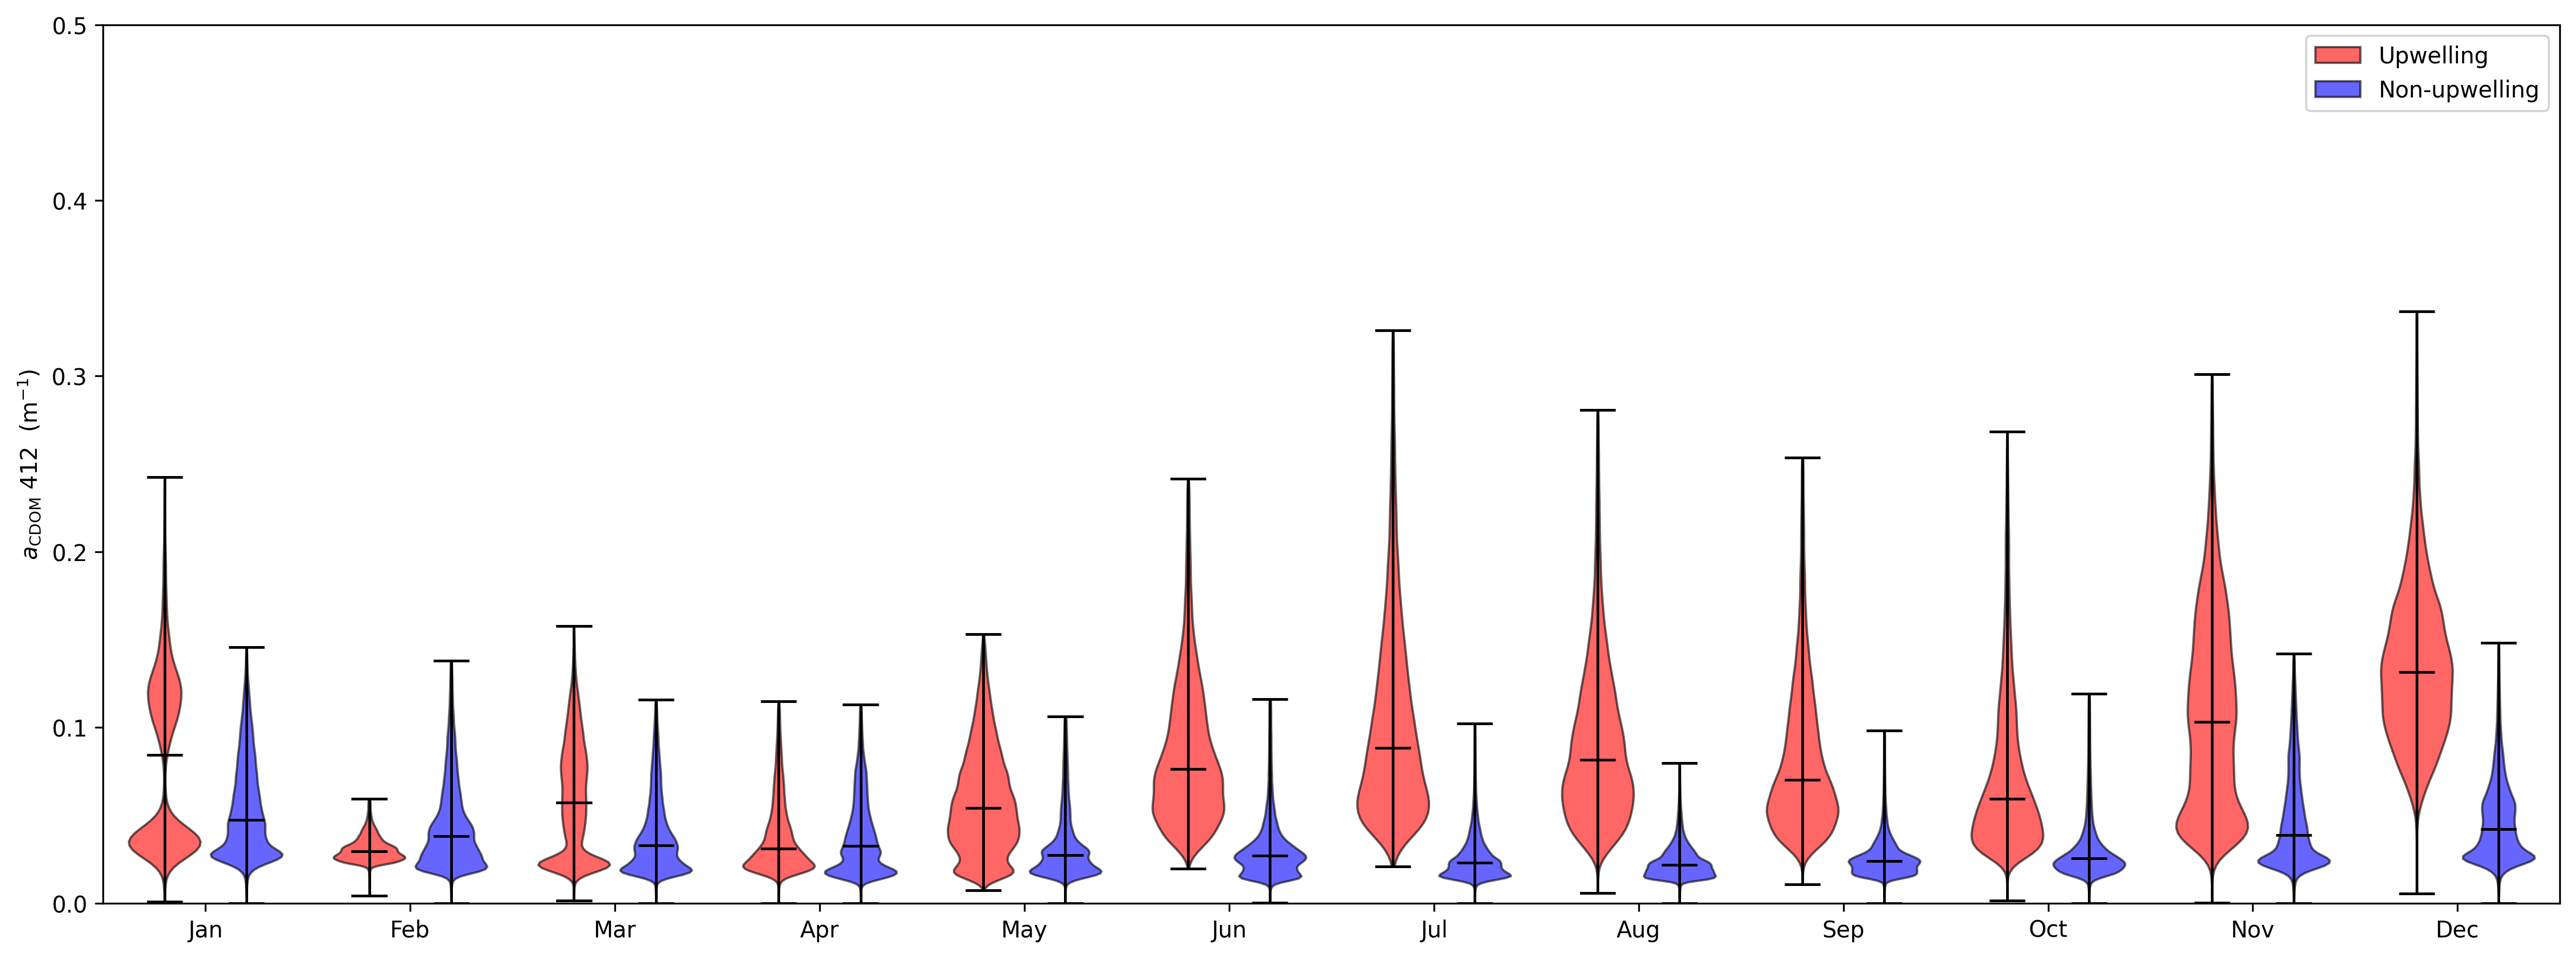 0.5
0.4
0.3
0.2
0.1
0.0
a_CDOM 412 (m⁻¹)
Upwelling
Non-upwelling
Jan Feb Mar Apr May Jun Jul Aug Sep Oct Nov Dec